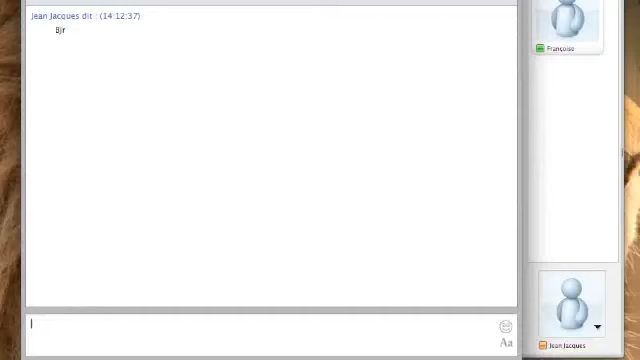 Jean Jacques dit : (14:12:37)
Bjr
Françoise
Aa
Jean Jacques